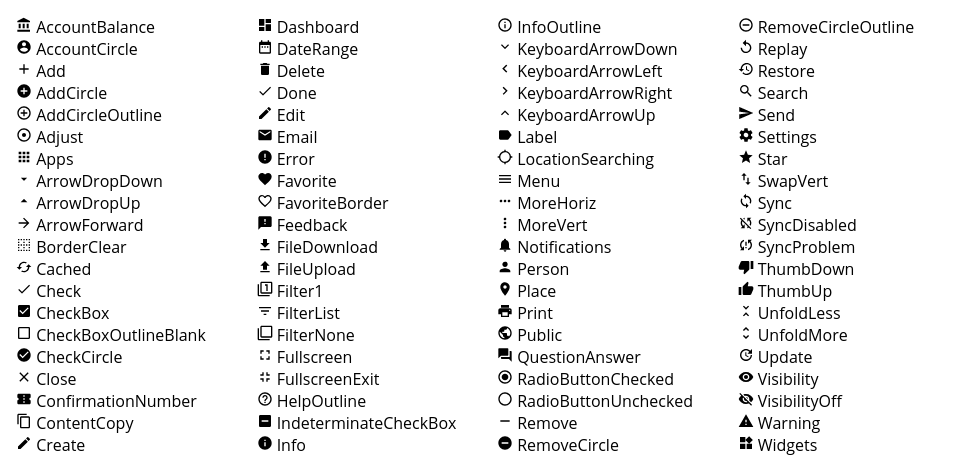 AccountBalance
AccountCircle
Add
AddCircle
AddCircleOutline
Adjust
Apps
ArrowDropDown
ArrowDropUp
ArrowForward
BorderClear
Cached
Check
CheckBox
CheckBoxOutlineBlank
CheckCircle
Close
ConfirmationNumber
ContentCopy
Create
Dashboard
DateRange
Delete
Done
Edit
Email
Error
Favorite
FavoriteBorder
Feedback
FileDownload
FileUpload
Filter1
FilterList
FilterNone
Fullscreen
FullscreenExit
HelpOutline
IndeterminateCheckBox
Info
InfoOutline
KeyboardArrowDown
KeyboardArrowLeft
KeyboardArrowRight
KeyboardArrowUp
Label
LocationSearching
Menu
MoreHoriz
MoreVert
Notifications
Person
Place
Print
Public
QuestionAnswer
RadioButtonChecked
RadioButtonUnchecked
Remove
RemoveCircle
RemoveCircleOutline
Replay
Restore
Search
Send
Settings
Star
SwapVert
Sync
SyncDisabled
SyncProblem
ThumbDown
ThumbUp
UnfoldLess
UnfoldMore
Update
Visibility
VisibilityOff
Warning
Widgets